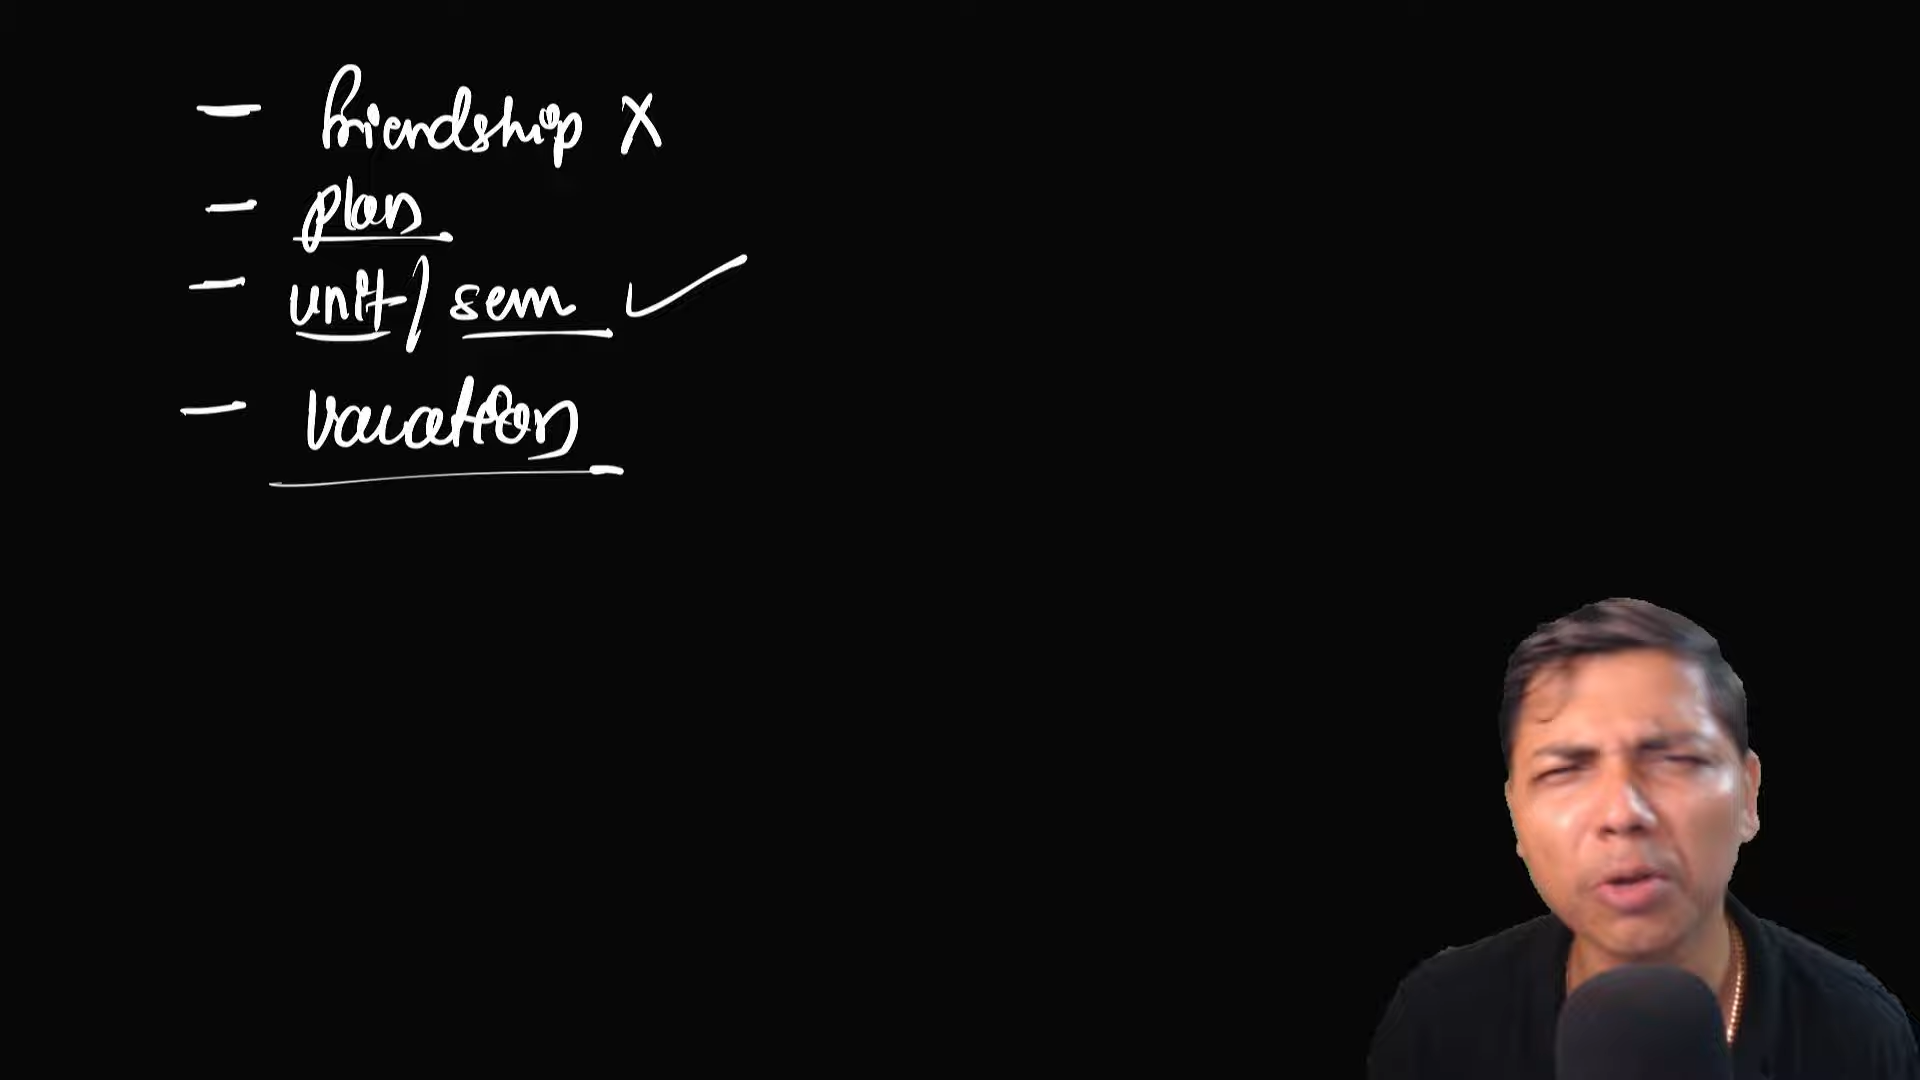 - friendship X
- plan
- unit / sem ✓
- vacation